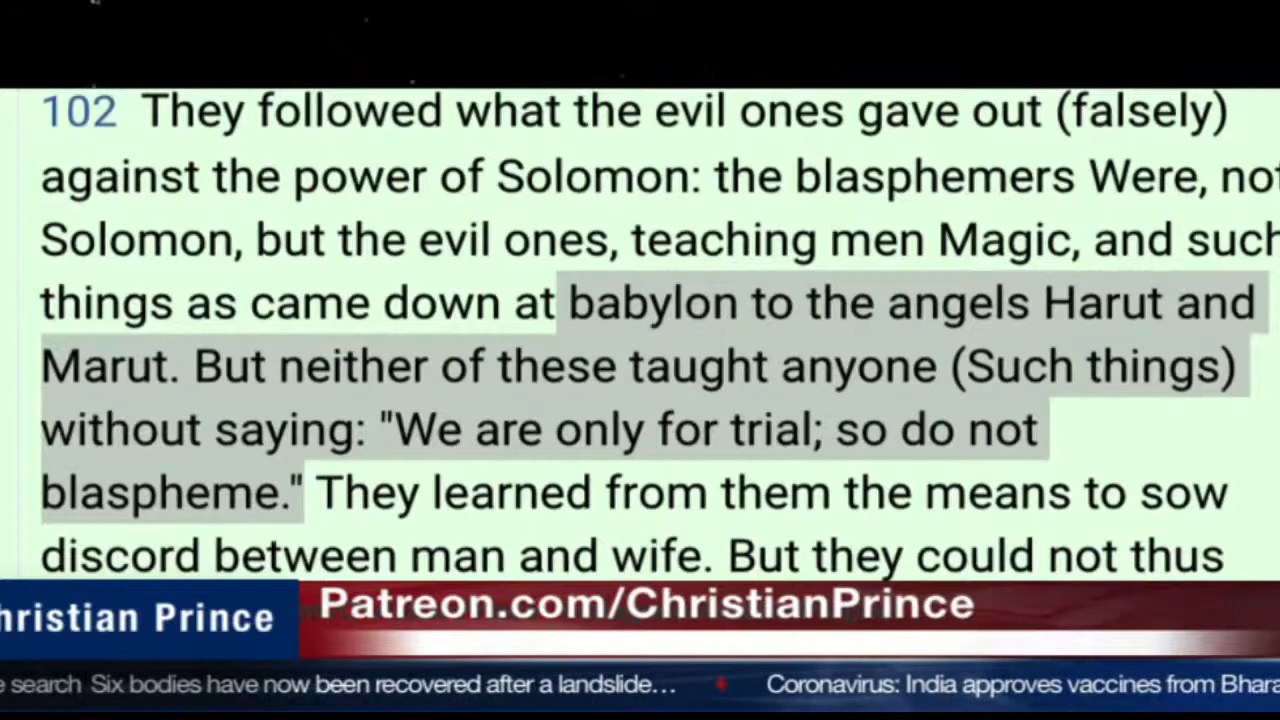 102 They followed what the evil ones gave out (falsely)
against the power of Solomon: the blasphemers Were, not
Solomon, but the evil ones, teaching men Magic, and such
things as came down at babylon to the angels Harut and
Marut. But neither of these taught anyone (Such things)
without saying: "We are only for trial; so do not
blaspheme." They learned from them the means to sow
discord between man and wife. But they could not thus
hristian Prince
Patreon.com/ChristianPrince
e search Six bodies have now been recovered after a landslide… Coronavirus: India approves vaccines from Bhara